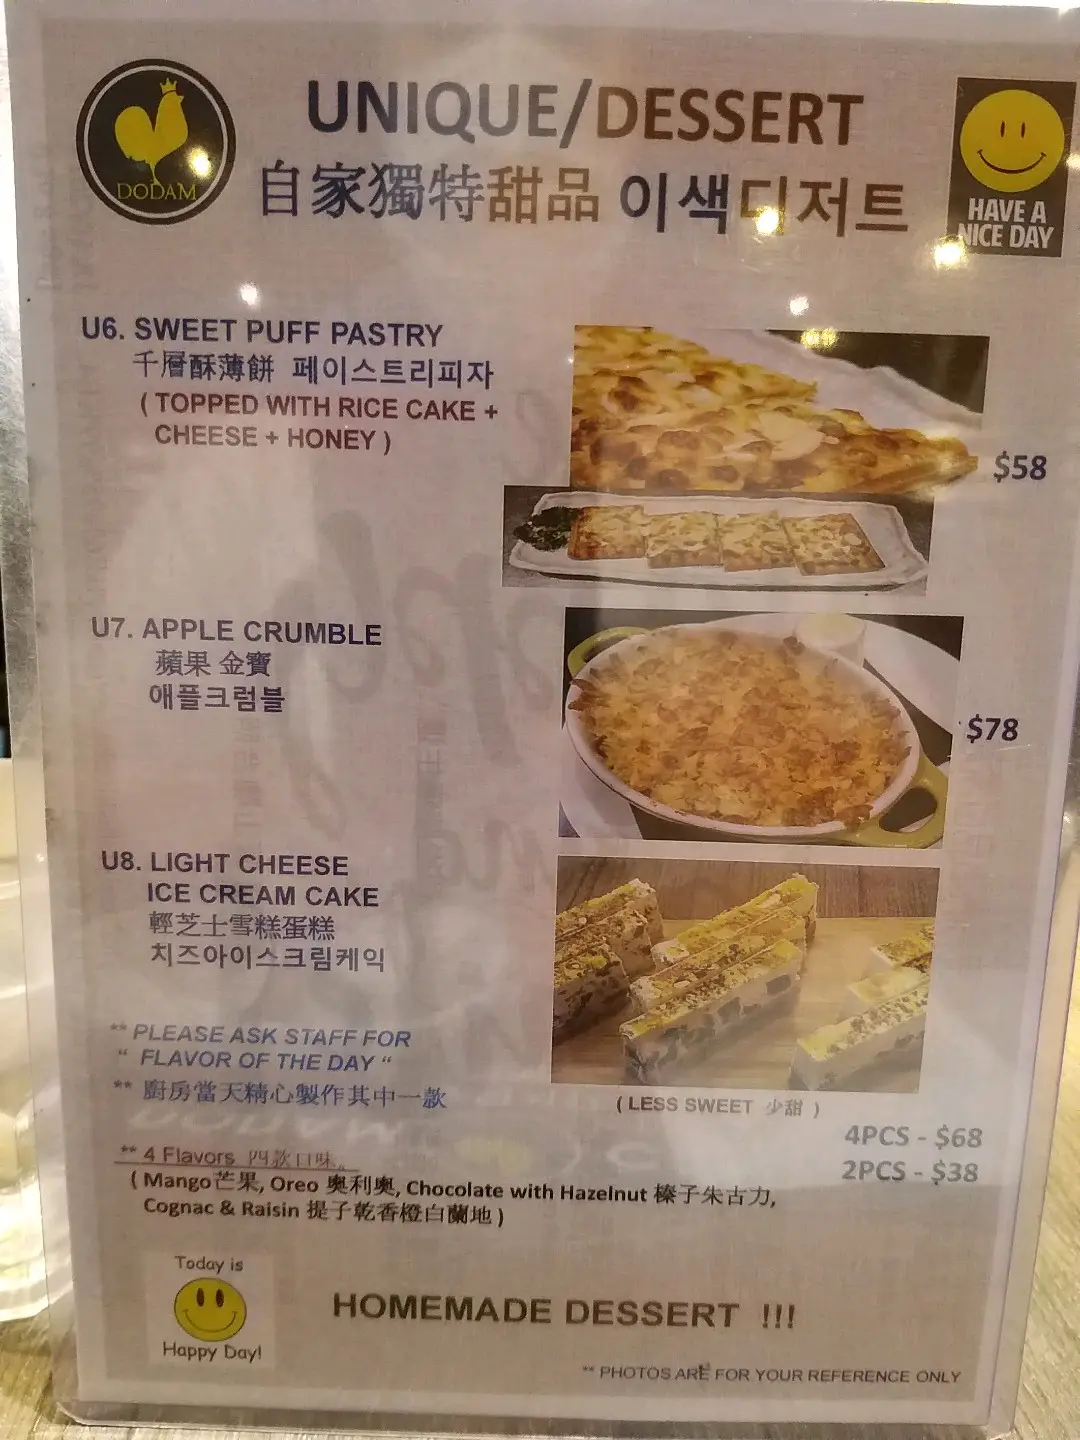 DODAM
UNIQUE/DESSERT
自家獨特甜品 이색디저트
HAVE A
NICE DAY
U6. SWEET PUFF PASTRY
千層酥薄餅 페이스트리피자
( TOPPED WITH RICE CAKE +
CHEESE + HONEY )
$58
U7. APPLE CRUMBLE
蘋果 金寶
애플크럼블
$78
U8. LIGHT CHEESE
ICE CREAM CAKE
輕芝士雪糕蛋糕
치즈아이스크림케익
** PLEASE ASK STAFF FOR
“ FLAVOR OF THE DAY “
** 廚房當天精心製作其中一款
( LESS SWEET 少甜 )
4PCS - $68
2PCS - $38
** 4 Flavors 四款口味。
( Mango芒果, Oreo 奧利奧, Chocolate with Hazelnut 榛子朱古力,
Cognac & Raisin 提子乾香橙白蘭地 )
Today is
Happy Day!
HOMEMADE DESSERT !!!
** PHOTOS ARE FOR YOUR REFERENCE ONLY